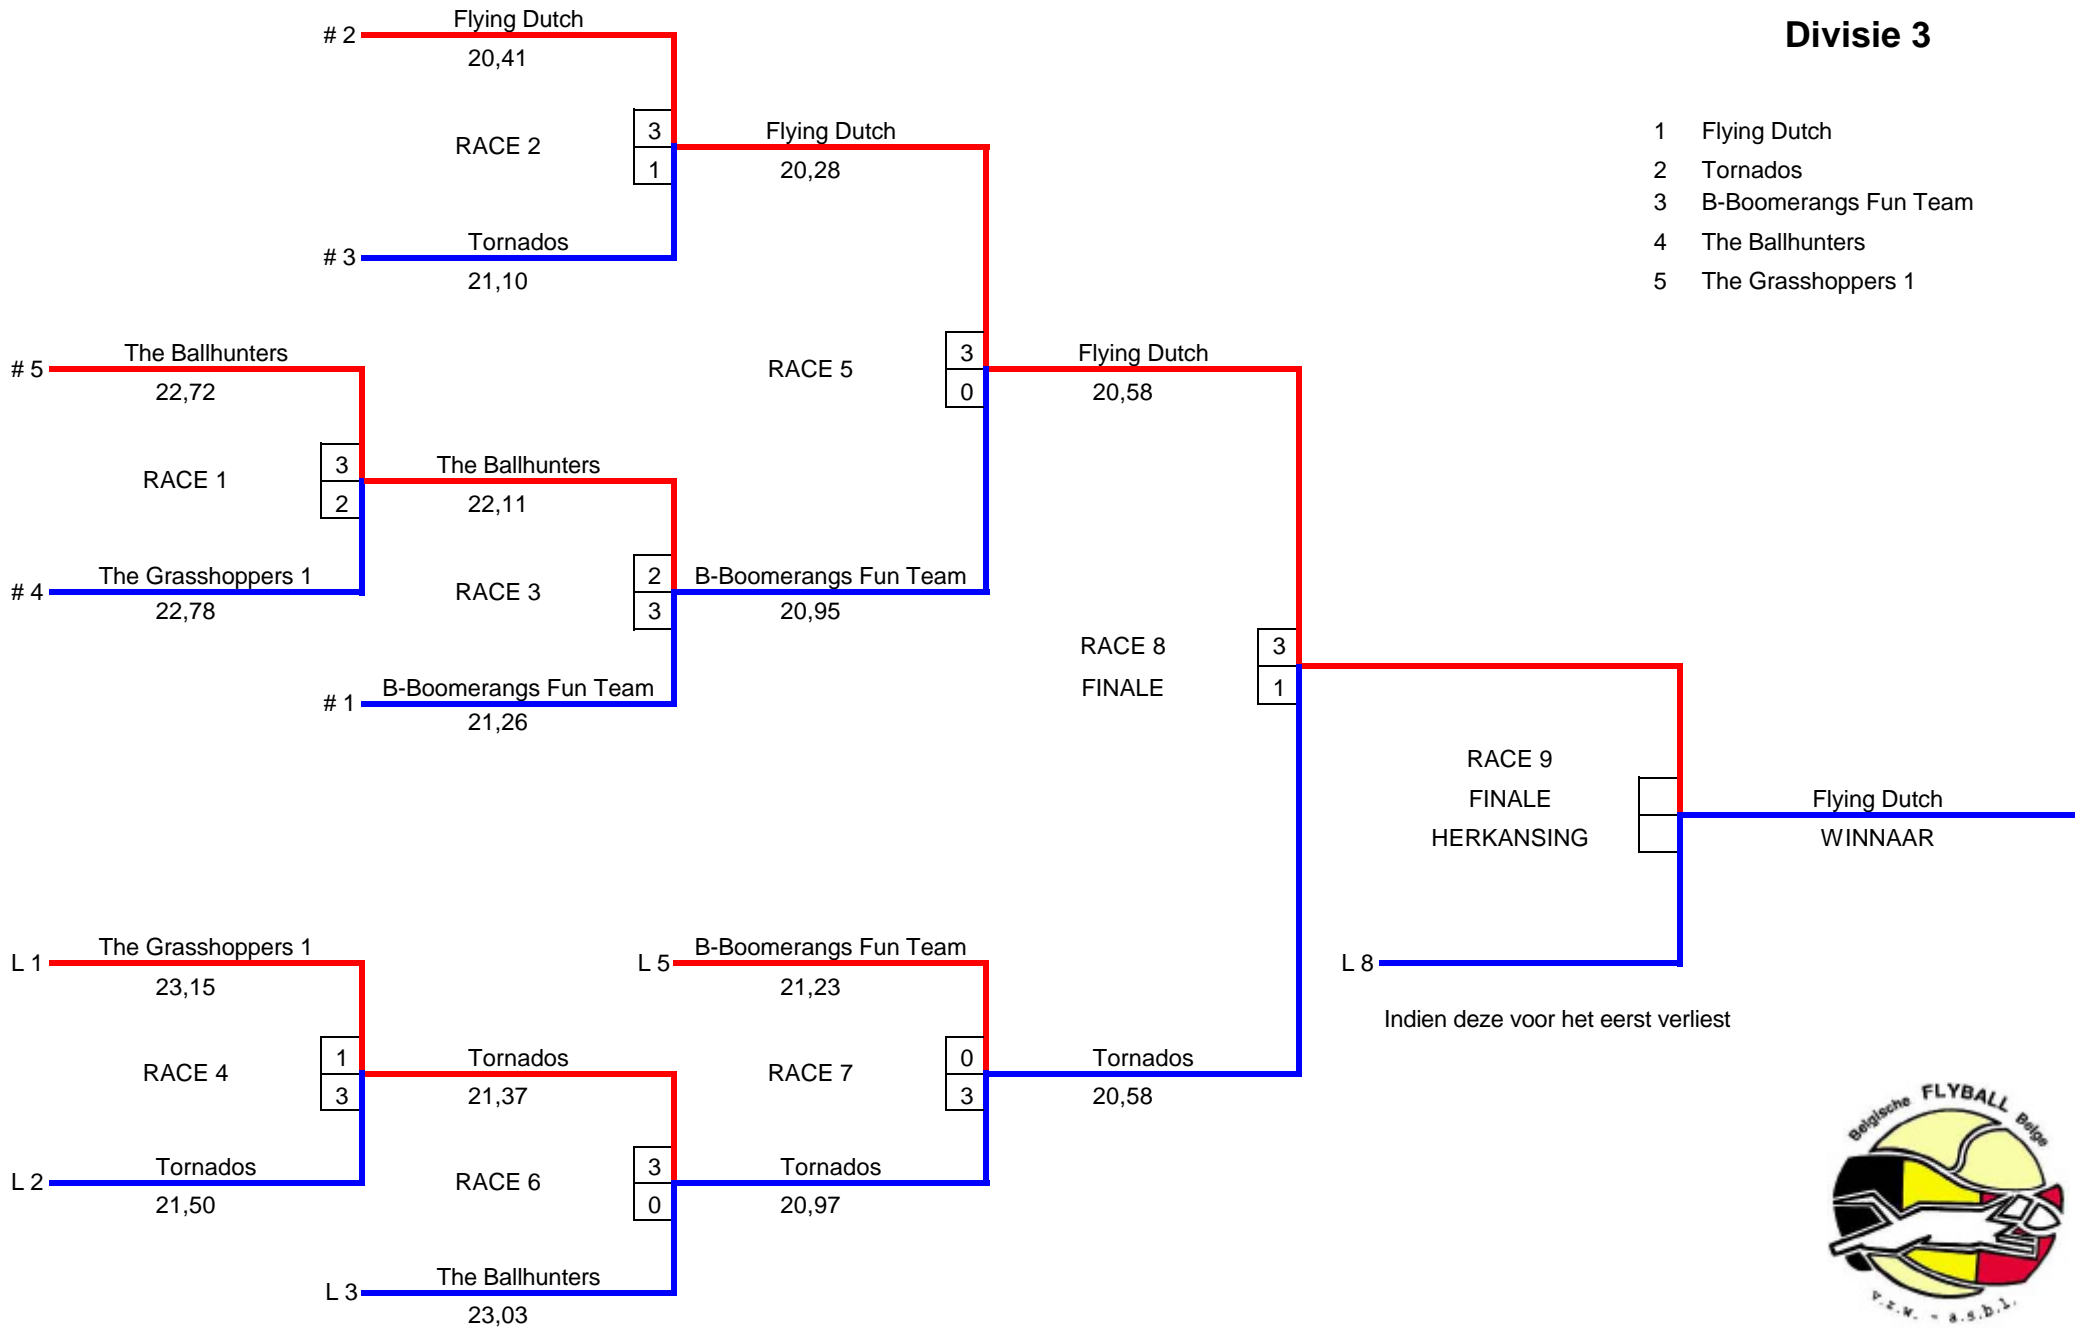 Divisie 3
1 Flying Dutch
2 Tornados
3 B-Boomerangs Fun Team
4 The Ballhunters
5 The Grasshoppers 1
# 2 Flying Dutch
20,41
RACE 2
3
1
# 3 Tornados
21,10
Flying Dutch
20,28
# 5 The Ballhunters
22,72
RACE 1
3
2
# 4 The Grasshoppers 1
22,78
The Ballhunters
22,11
RACE 3
2
3
# 1 B-Boomerangs Fun Team
21,26
B-Boomerangs Fun Team
20,95
RACE 5
3
0
Flying Dutch
20,58
RACE 8
FINALE
3
1
RACE 9
FINALE
HERKANSING
Flying Dutch
WINNAAR
L 8
Indien deze voor het eerst verliest
L 1 The Grasshoppers 1
23,15
RACE 4
1
3
L 2 Tornados
21,50
Tornados
21,37
RACE 6
3
0
L 3 The Ballhunters
23,03
L 5 B-Boomerangs Fun Team
21,23
RACE 7
0
3
Tornados
20,97
Tornados
20,58
Belgische FLYBALL Belge
v.z.w. - a.s.b.l.